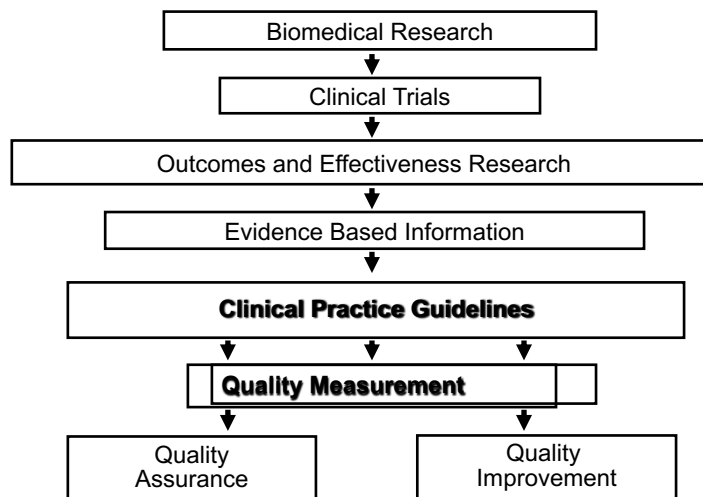 Biomedical Research
Clinical Trials
Outcomes and Effectiveness Research
Evidence Based Information
Clinical Practice Guidelines
Quality Measurement
Quality
Assurance
Quality
Improvement